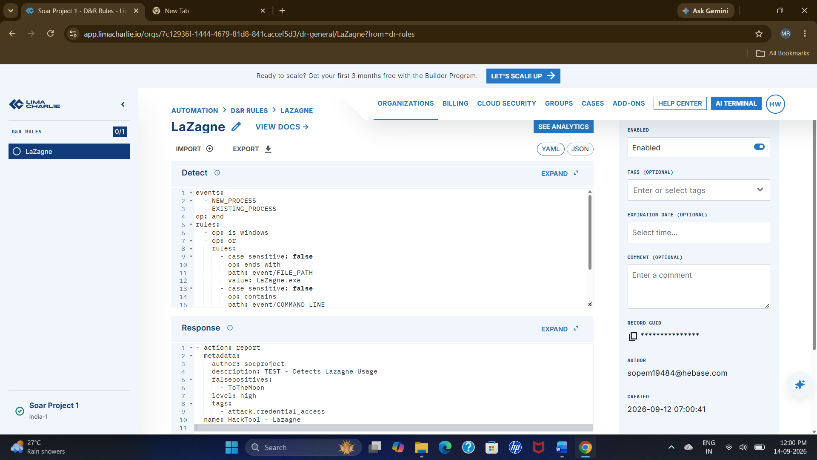 Soar Project 1 - D&R Rules - Li
New Tab
Ask Gemini
app.limacharlie.io/orgs/7c12936f-1444-4679-81d8-841caccef5d3/dr-general/LaZagne?from=dr-rules
MR
All Bookmarks
Ready to scale? Get your first 3 months free with the Builder Program.
LET'S SCALE UP
LIMA CHARLIE
AUTOMATION > D&R RULES > LAZAGNE
ORGANIZATIONS BILLING CLOUD SECURITY GROUPS CASES ADD-ONS HELP CENTER AI TERMINAL HW
D&R RULES 0/1
LaZagne
LaZagne VIEW DOCS SEE ANALYTICS
IMPORT EXPORT YAML JSON
Detect EXPAND
1 events:
2 - NEW_PROCESS
3 - EXISTING_PROCESS
4 op: and
5 rules:
6 - op: is windows
7 - op: or
8 rules:
9 - case sensitive: false
10 op: ends with
11 path: event/FILE_PATH
12 value: LaZagne.exe
13 - case sensitive: false
14 op: contains
15 path: event/COMMAND_LINE
Response EXPAND
1 - action: report
2 metadata:
3 author: socproject
4 description: TEST - Detects Lazagne Usage
5 falsepositives:
6 - ToTheMoon
7 level: high
8 tags:
9 - attack.credential_access
10 name: HackTool - Lazagne
11
ENABLED
Enabled
TAGS (OPTIONAL)
Enter or select tags
EXPIRATION DATE (OPTIONAL)
Select time...
COMMENT (OPTIONAL)
Enter a comment
RECORD GUID
***************
AUTHOR
sopem19484@hebase.com
CREATED
2026-09-12 07:00:41
Soar Project 1
India-1
27°C
Rain showers
Search
ENG
IN
12:00 PM
14-09-2026